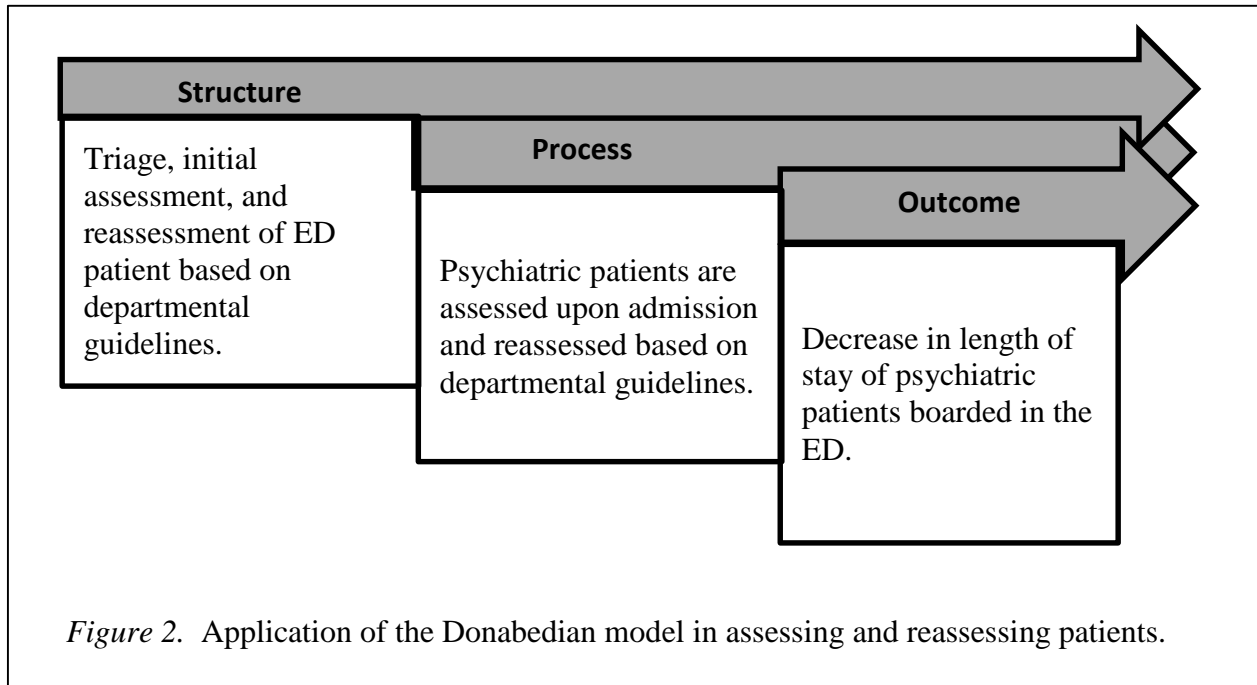 Structure
Triage, initial
assessment, and
reassessment of ED
patient based on
departmental
guidelines.
Process
Psychiatric patients are
assessed upon admission
and reassessed based on
departmental guidelines.
Outcome
Decrease in length of
stay of psychiatric
patients boarded in the
ED.
Figure 2. Application of the Donabedian model in assessing and reassessing patients.